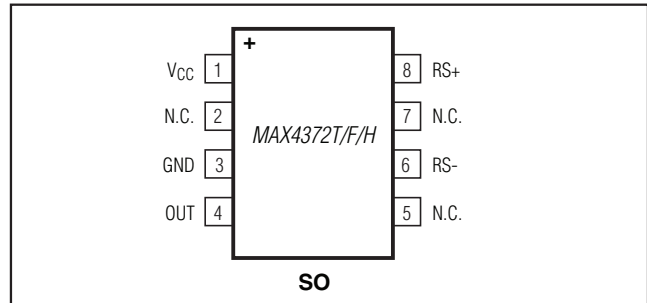 +
VCC 1 8 RS+
N.C. 2 7 N.C.
MAX4372T/F/H
GND 3 6 RS-
OUT 4 5 N.C.
SO